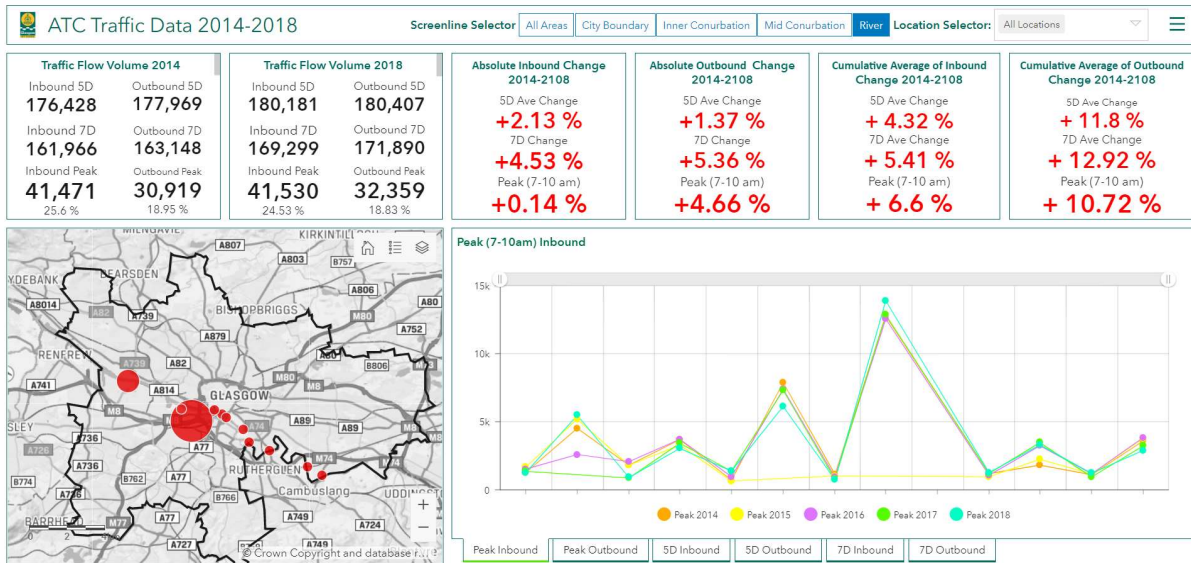 ATC Traffic Data 2014-2018
Screenline Selector All Areas City Boundary Inner Conurbation Mid Conurbation River Location Selector: All Locations
Traffic Flow Volume 2014
Inbound 5D Outbound 5D
176,428 177,969
Inbound 7D Outbound 7D
161,966 163,148
Inbound Peak Outbound Peak
41,471 30,919
25.6 % 18.95 %
Traffic Flow Volume 2018
Inbound 5D Outbound 5D
180,181 180,407
Inbound 7D Outbound 7D
169,299 171,890
Inbound Peak Outbound Peak
41,530 32,359
24.53 % 18.83 %
Absolute Inbound Change
2014-2108
5D Ave Change
+2.13 %
7D Change
+4.53 %
Peak (7-10 am)
+0.14 %
Absolute Outbound Change
2014-2108
5D Ave Change
+1.37 %
7D Change
+5.36 %
Peak (7-10 am)
+4.66 %
Cumulative Average of Inbound
Change 2014-2108
5D Ave Change
+ 4.32 %
7D Ave Change
+ 5.41 %
Peak (7-10 am)
+ 6.6 %
Cumulative Average of Outbound
Change 2014-2108
5D Ave Change
+ 11.8 %
7D Ave Change
+ 12.92 %
Peak (7-10 am)
+ 10.72 %
A807
A803
B757
YDEBANK
BEARSDEN
A806
A80
A8014
A82
A739
BISHOPBRIGGS
M80
A752
A879
RENFREW
A739
A82
A80
B806
M73
A741
A814
M80
M8
GLASGOW
M8
A89
A89
SLEY
A74
M8
A736
A77
A726
M74
M74
RUTHERGLEN
A736
B762
A77
B774
A736
B766
Cambuslang
UDDINGST
A749
BARRHEAD
M77
A77
A724
A727
A749
0 2
+
−
© Crown Copyright and database r...
Peak (7-10am) Inbound
15k
10k
5k
0
Peak 2014 Peak 2015 Peak 2016 Peak 2017 Peak 2018
Peak Inbound Peak Outbound 5D Inbound 5D Outbound 7D Inbound 7D Outbound